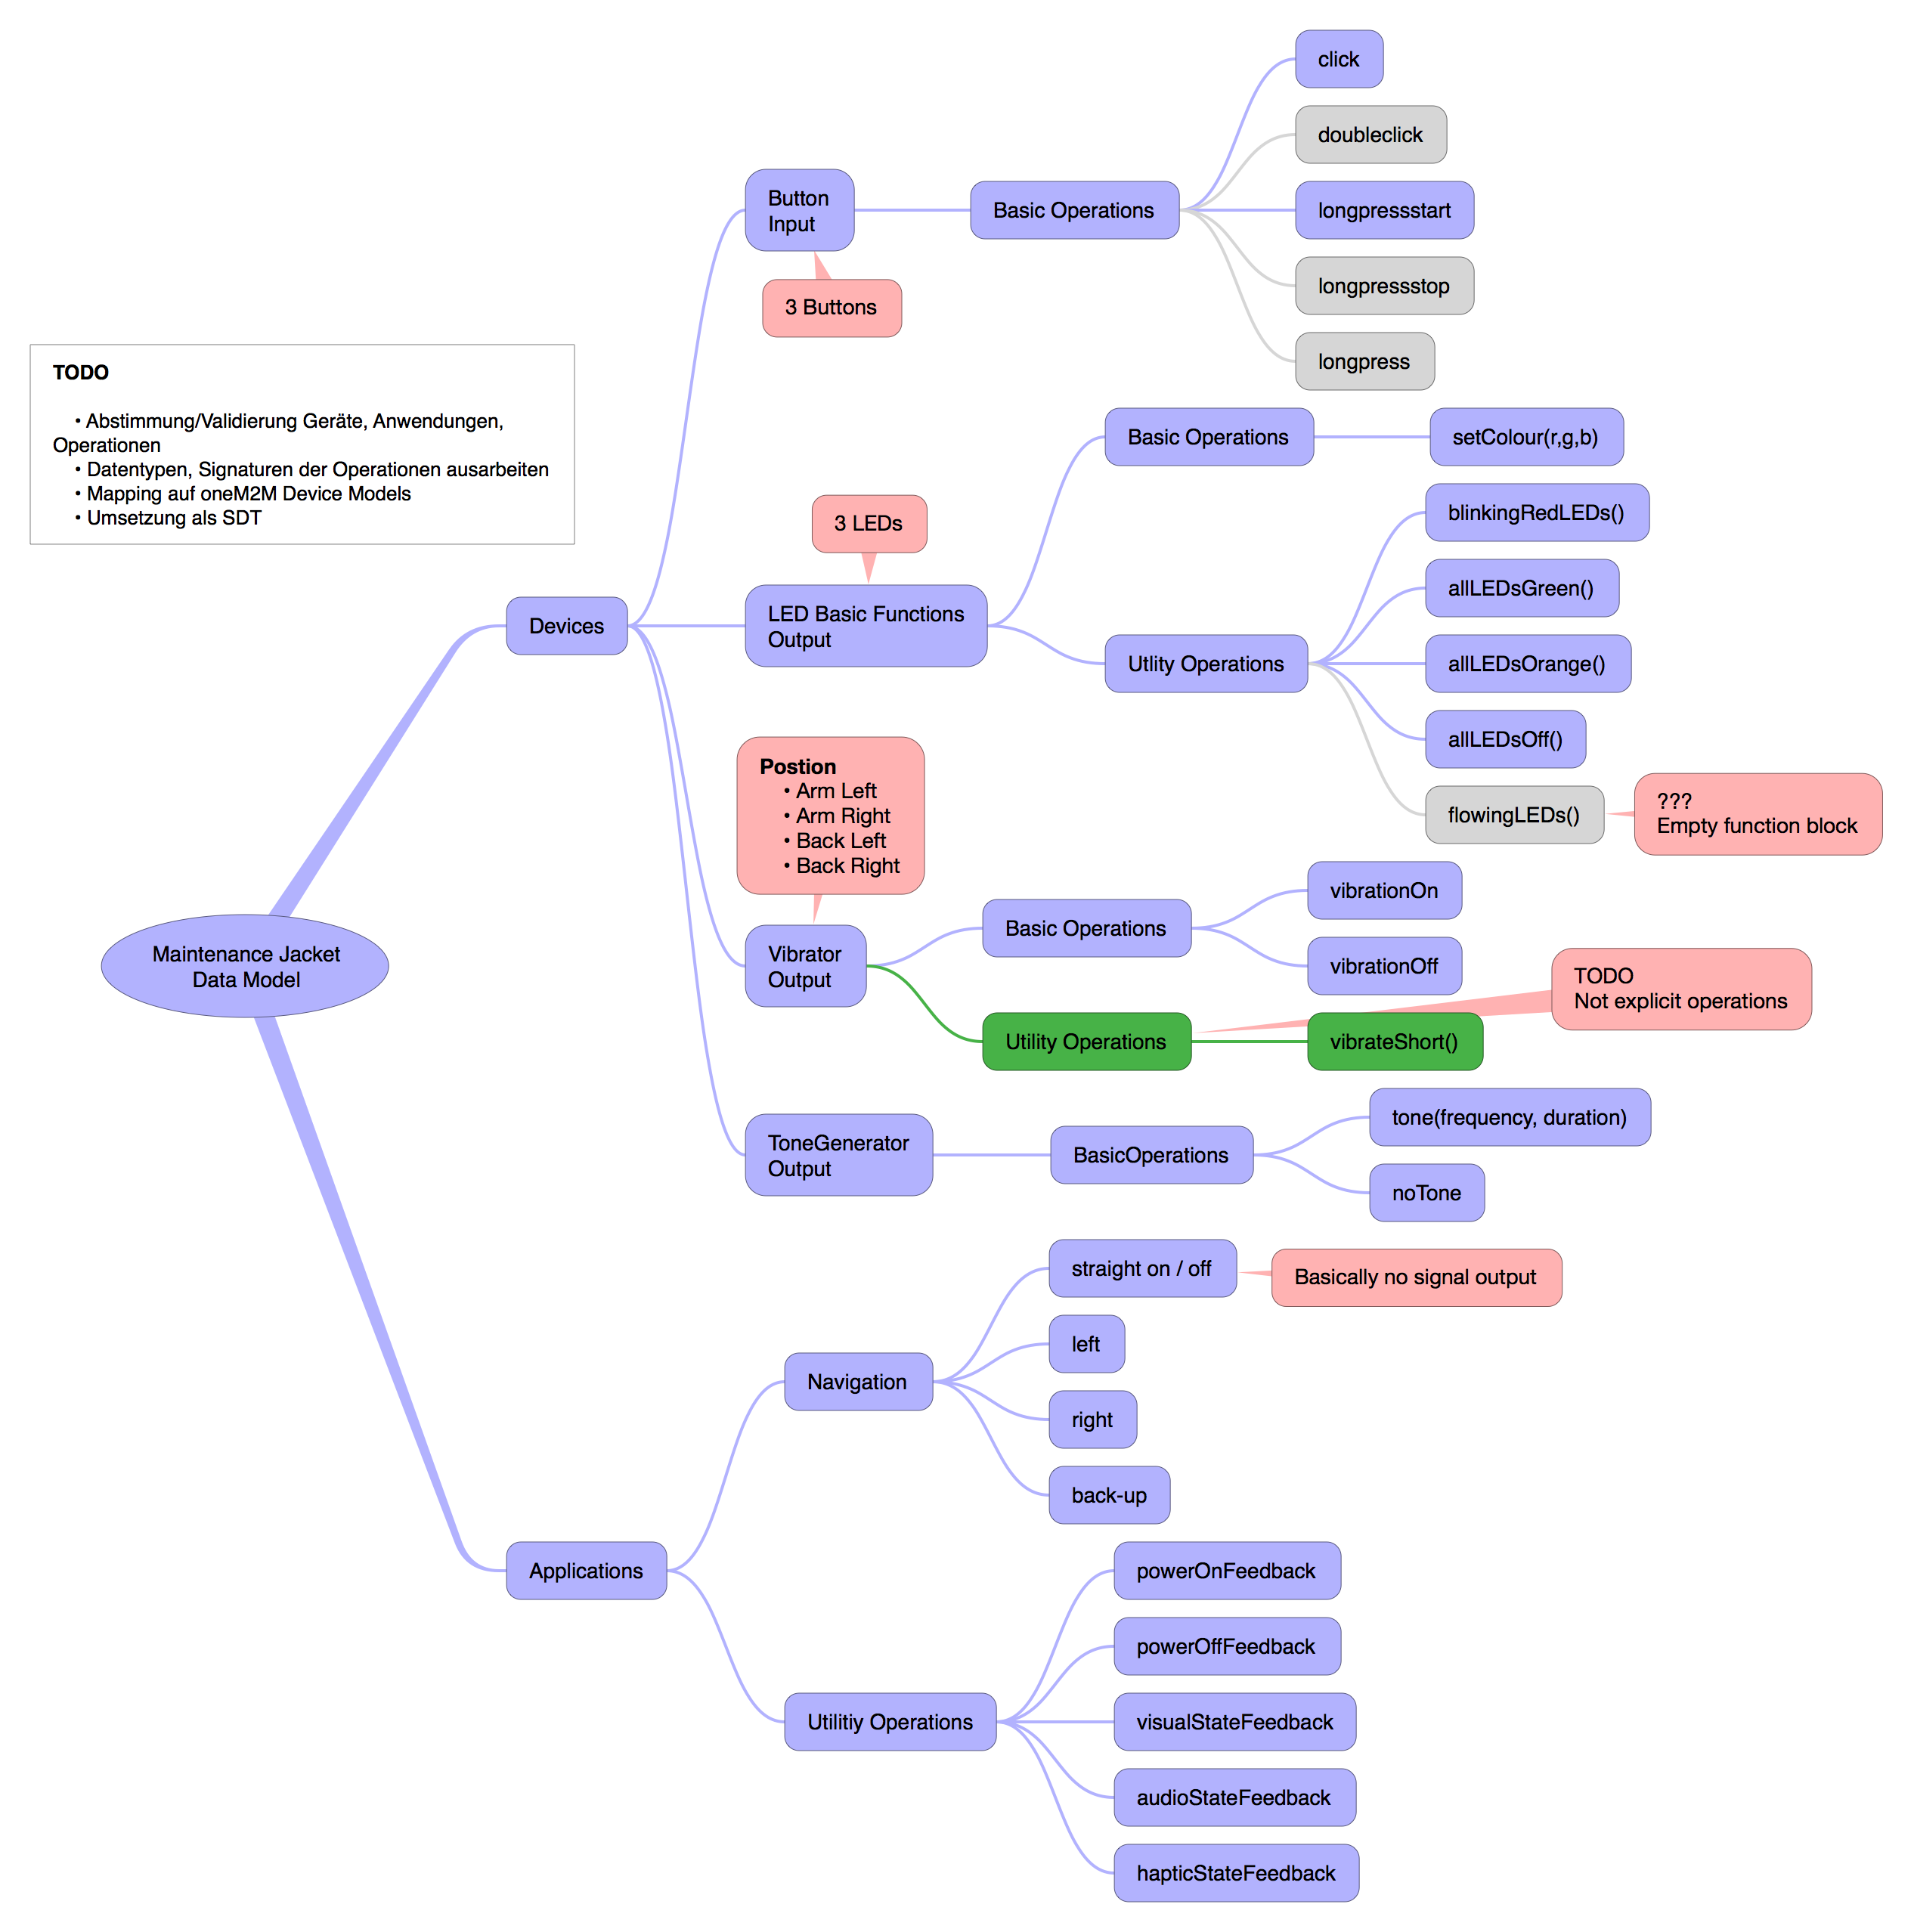 click
doubleclick
Button
Input
Basic Operations
longpressstart
longpressstop
3 Buttons
longpress
TODO
• Abstimmung/Validierung Geräte, Anwendungen,
Operationen
• Datentypen, Signaturen der Operationen ausarbeiten
• Mapping auf oneM2M Device Models
• Umsetzung als SDT
Basic Operations
setColour(r,g,b)
3 LEDs
blinkingRedLEDs()
allLEDsGreen()
Devices
LED Basic Functions
Output
Utlity Operations
allLEDsOrange()
allLEDsOff()
flowingLEDs()
???
Empty function block
Postion
• Arm Left
• Arm Right
• Back Left
• Back Right
Maintenance Jacket
Data Model
Vibrator
Output
Basic Operations
vibrationOn
vibrationOff
TODO
Not explicit operations
Utility Operations
vibrateShort()
ToneGenerator
Output
BasicOperations
tone(frequency, duration)
noTone
straight on / off
Basically no signal output
left
Navigation
right
back-up
Applications
powerOnFeedback
powerOffFeedback
Utilitiy Operations
visualStateFeedback
audioStateFeedback
hapticStateFeedback